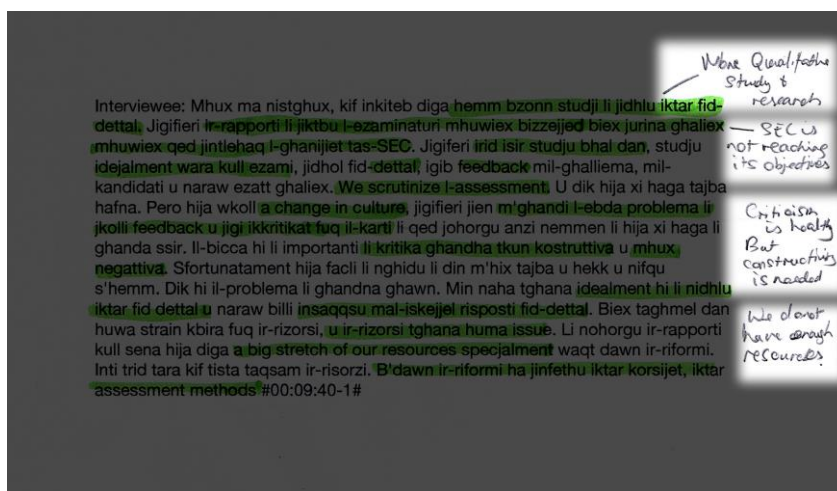 Interviewee: Mhux ma nistghux, kif inkiteb diga hemm bzonn studji li jidhlu iktar fid-
dettal. Jigifieri ir-rapporti li jiktbu l-ezaminaturi mhuwiex bizzejjed biex jurina ghaliex
mhuwiex qed jintlehaq l-ghanijiet tas-SEC. Jigiferi irid isir studju bhal dan, studju
idejalment wara kull ezami, jidhol fid-dettal, igib feedback mil-ghalliema, mil-
kandidati u naraw ezatt ghaliex. We scrutinize l-assessment. U dik hija xi haga tajba
hafna. Pero hija wkoll a change in culture, jigifieri jien m'ghandi l-ebda problema li
jkolli feedback u jigi ikkritikat fuq il-karti li qed johorgu anzi nemmen li hija xi haga li
ghanda ssir. Il-bicca hi li importanti li kritika ghandha tkun kostruttiva u mhux
negattiva. Sfortunatament hija facli li nghidu li din m'hix tajba u hekk u nifqu
s'hemm. Dik hi il-problema li ghandna ghawn. Min naha tghana idealment hi li nidhlu
iktar fid dettal u naraw billi insaqqsu mal-iskejjel risposti fid-dettal. Biex taghmel dan
huwa strain kbira fuq ir-rizorsi, u ir-rizorsi tghana huma issue. Li nohorgu ir-rapporti
kull sena hija diga a big stretch of our resources specjalment waqt dawn ir-riformi.
Inti trid tara kif tista taqsam ir-risorzi. B'dawn ir-riformi ha jinfethu iktar korsijet, iktar
assessment methods #00:09:40-1#
More Qualitative
Study &
research
SEC is
not reaching
its objectives
Criticism
is healthy
But
constructive
is needed
We do not
have enough
resources